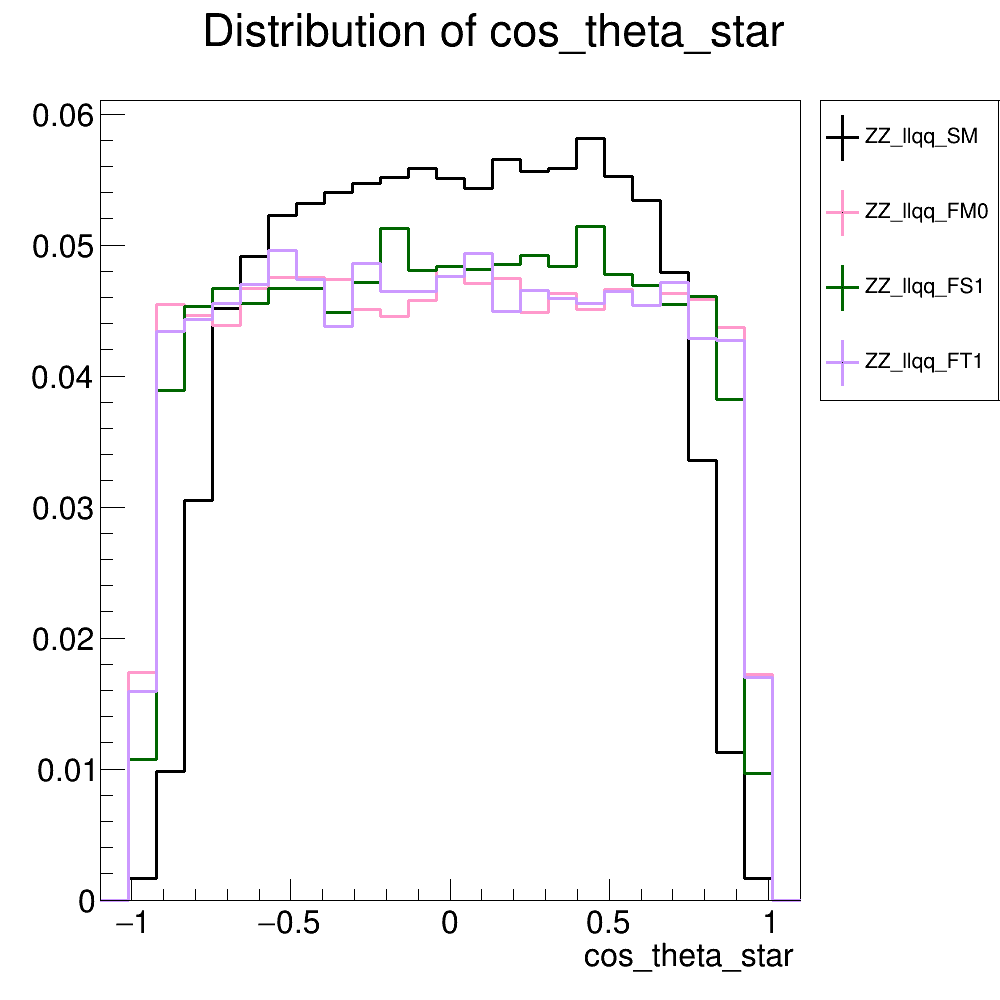 Distribution of cos_theta_star
0.06
0.05
0.04
0.03
0.02
0.01
0
−1
−0.5
0
0.5
1
cos_theta_star
ZZ_llqq_SM
ZZ_llqq_FM0
ZZ_llqq_FS1
ZZ_llqq_FT1